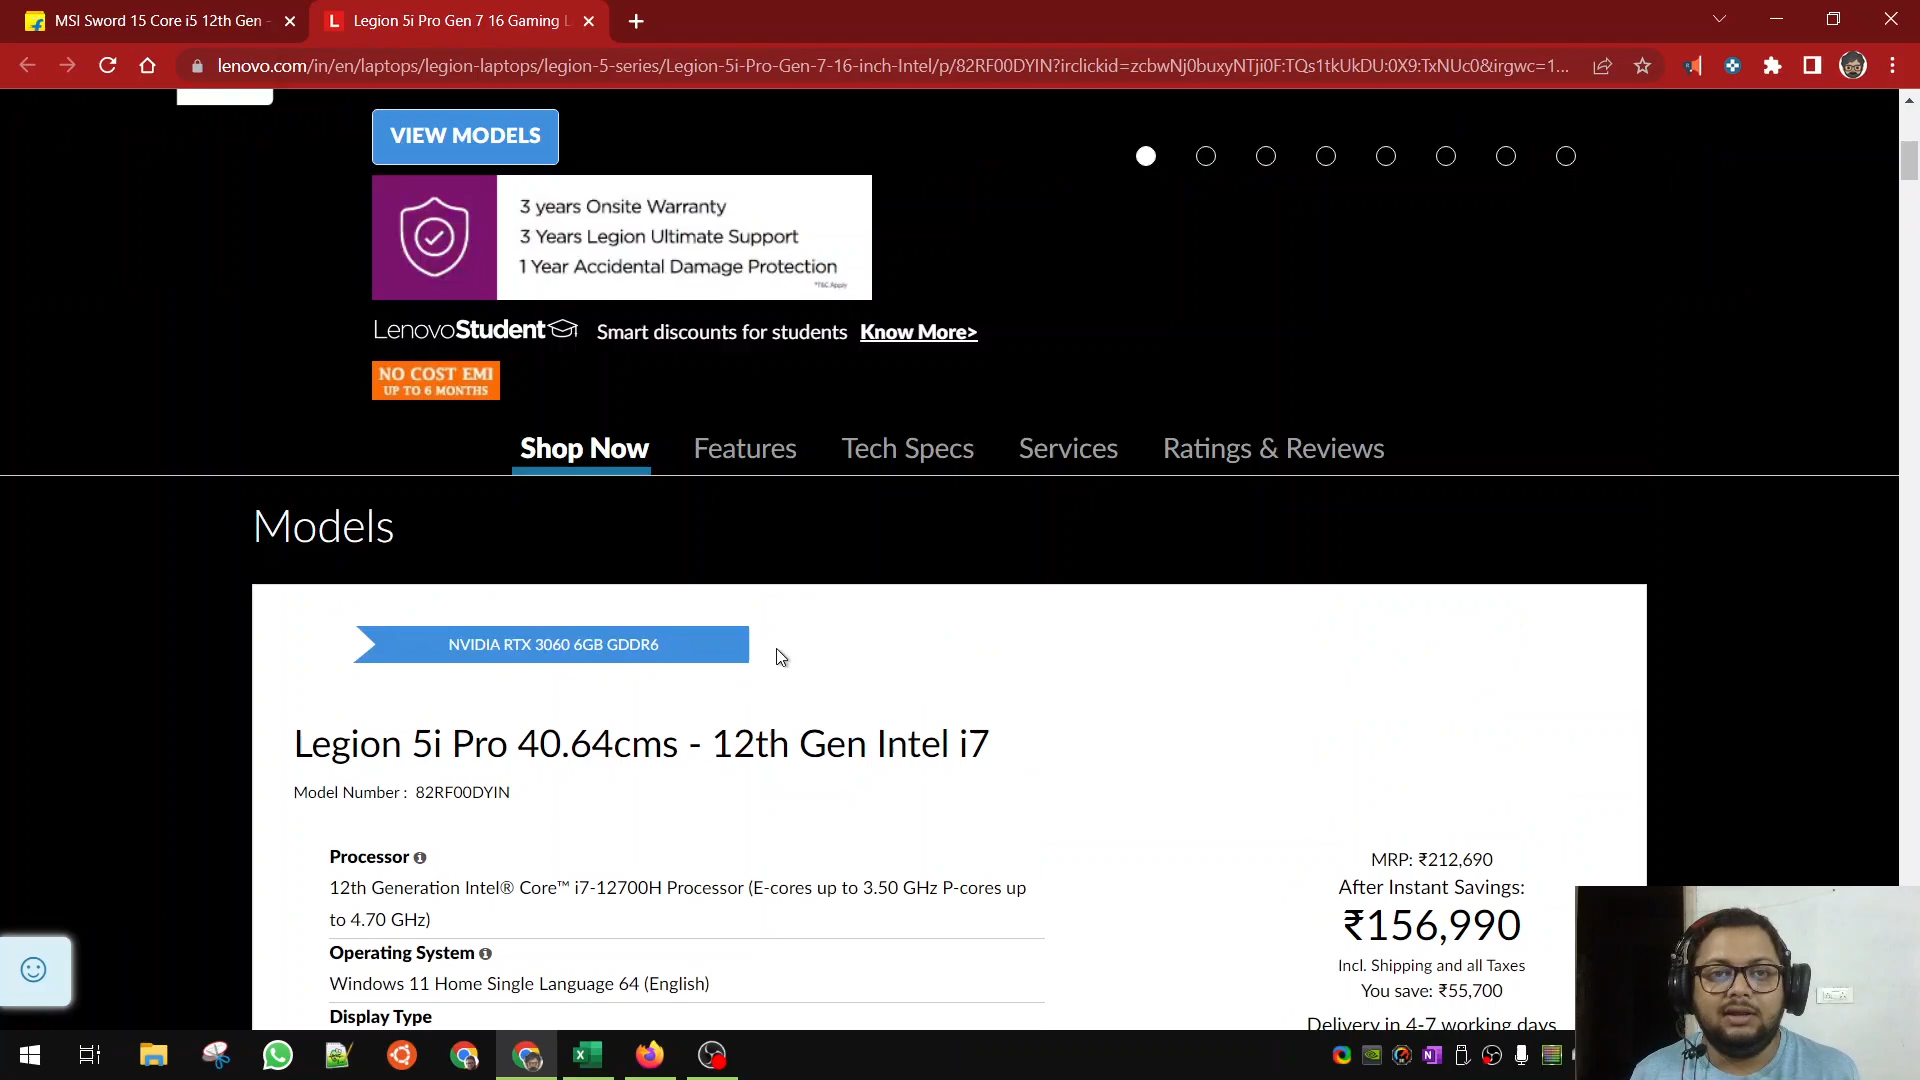 MSI Sword 15 Core i5 12th Gen -
Legion 5i Pro Gen 7 16 Gaming L
lenovo.com/in/en/laptops/legion-laptops/legion-5-series/Legion-5i-Pro-Gen-7-16-inch-Intel/p/82RF00DYIN?irclickid=zcbwNj0buxyNTji0F:TQs1tkUkDU:0X9:TxNUc0&irgwc=1...
VIEW MODELS
3 years Onsite Warranty
3 Years Legion Ultimate Support
1 Year Accidental Damage Protection
*T&C Apply
LenovoStudent Smart discounts for students Know More>
NO COST EMI
UP TO 6 MONTHS
Shop Now Features Tech Specs Services Ratings & Reviews
Models
NVIDIA RTX 3060 6GB GDDR6
Legion 5i Pro 40.64cms - 12th Gen Intel i7
Model Number : 82RF00DYIN
Processor
12th Generation Intel® Core™ i7-12700H Processor (E-cores up to 3.50 GHz P-cores up
to 4.70 GHz)
Operating System
Windows 11 Home Single Language 64 (English)
Display Type
MRP: ₹212,690
After Instant Savings:
₹156,990
Incl. Shipping and all Taxes
You save: ₹55,700
Delivery in 4-7 working days